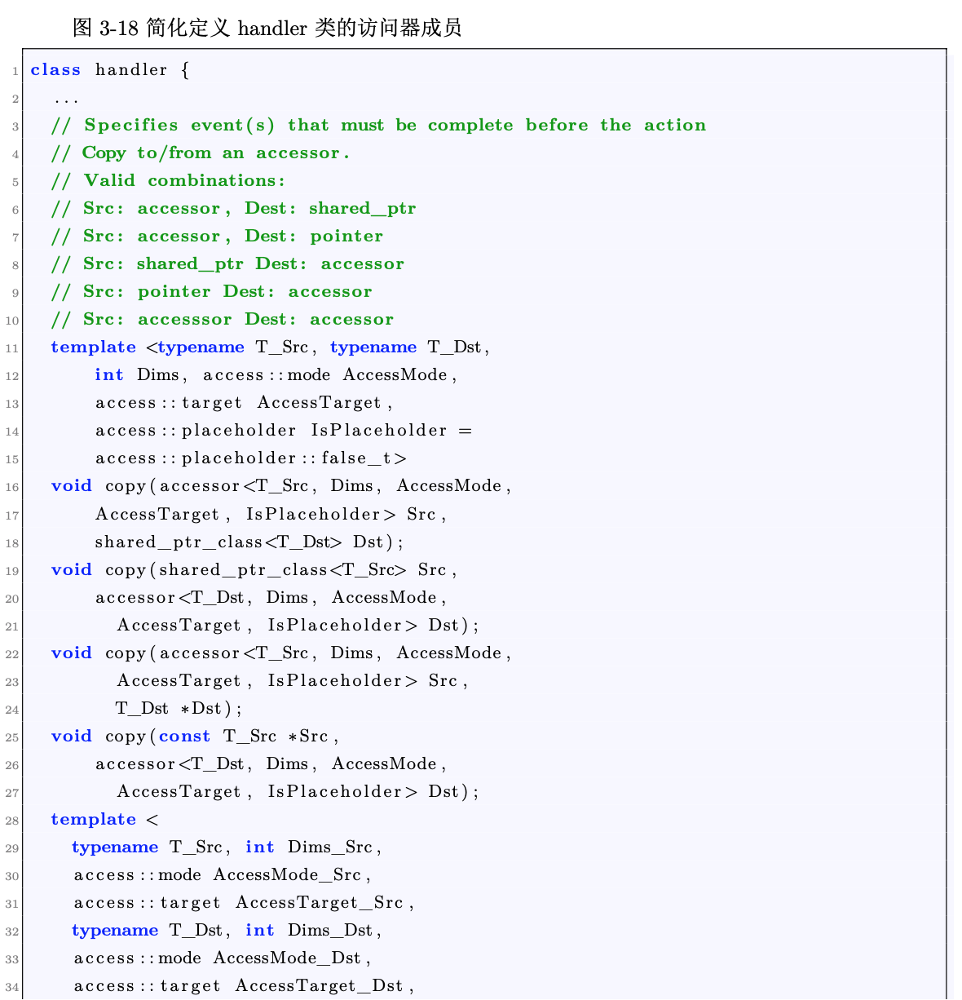 图 3-18 简化定义 handler 类的访问器成员
1 class handler {
2 ...
3 // Specifies event(s) that must be complete before the action
4 // Copy to/from an accessor.
5 // Valid combinations:
6 // Src: accessor, Dest: shared_ptr
7 // Src: accessor, Dest: pointer
8 // Src: shared_ptr Dest: accessor
9 // Src: pointer Dest: accessor
10 // Src: accesssor Dest: accessor
11 template <typename T_Src, typename T_Dst,
12 int Dims, access::mode AccessMode,
13 access::target AccessTarget,
14 access::placeholder IsPlaceholder =
15 access::placeholder::false_t>
16 void copy(accessor<T_Src, Dims, AccessMode,
17 AccessTarget, IsPlaceholder> Src,
18 shared_ptr_class<T_Dst> Dst);
19 void copy(shared_ptr_class<T_Src> Src,
20 accessor<T_Dst, Dims, AccessMode,
21 AccessTarget, IsPlaceholder> Dst);
22 void copy(accessor<T_Src, Dims, AccessMode,
23 AccessTarget, IsPlaceholder> Src,
24 T_Dst *Dst);
25 void copy(const T_Src *Src,
26 accessor<T_Dst, Dims, AccessMode,
27 AccessTarget, IsPlaceholder> Dst);
28 template <
29 typename T_Src, int Dims_Src,
30 access::mode AccessMode_Src,
31 access::target AccessTarget_Src,
32 typename T_Dst, int Dims_Dst,
33 access::mode AccessMode_Dst,
34 access::target AccessTarget_Dst,